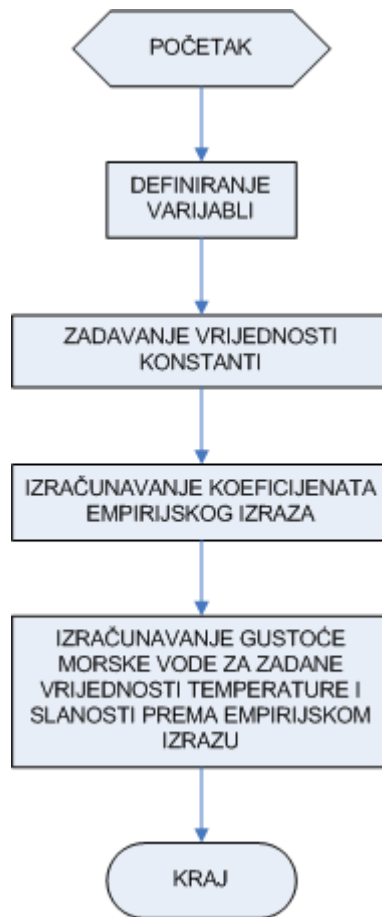 POČETAK
DEFINIRANJE
VARIJABLI
ZADAVANJE VRIJEDNOSTI
KONSTANTI
IZRAČUNAVANJE KOEFICIJENATA
EMPIRIJSKOG IZRAZA
IZRAČUNAVANJE GUSTOĆE
MORSKE VODE ZA ZADANE
VRIJEDNOSTI TEMPERATURE I
SLANOSTI PREMA EMPIRIJSKOM
IZRAZU
KRAJ